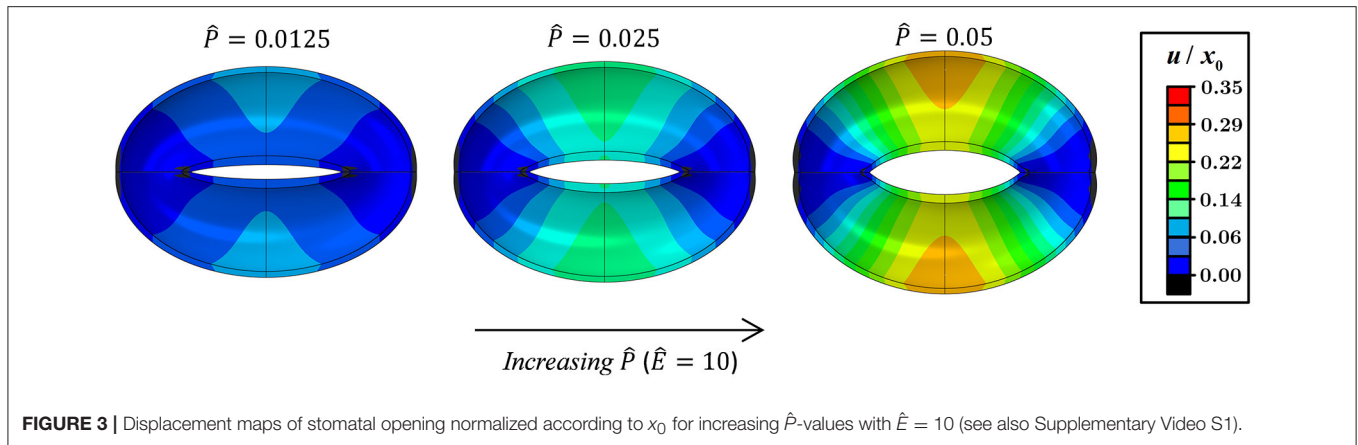 P̂ = 0.0125
P̂ = 0.025
P̂ = 0.05
u / x₀
0.35
0.29
0.22
0.14
0.06
0.00
Increasing P̂ (Ê = 10)
FIGURE 3 | Displacement maps of stomatal opening normalized according to x₀ for increasing P̂-values with Ê = 10 (see also Supplementary Video S1).